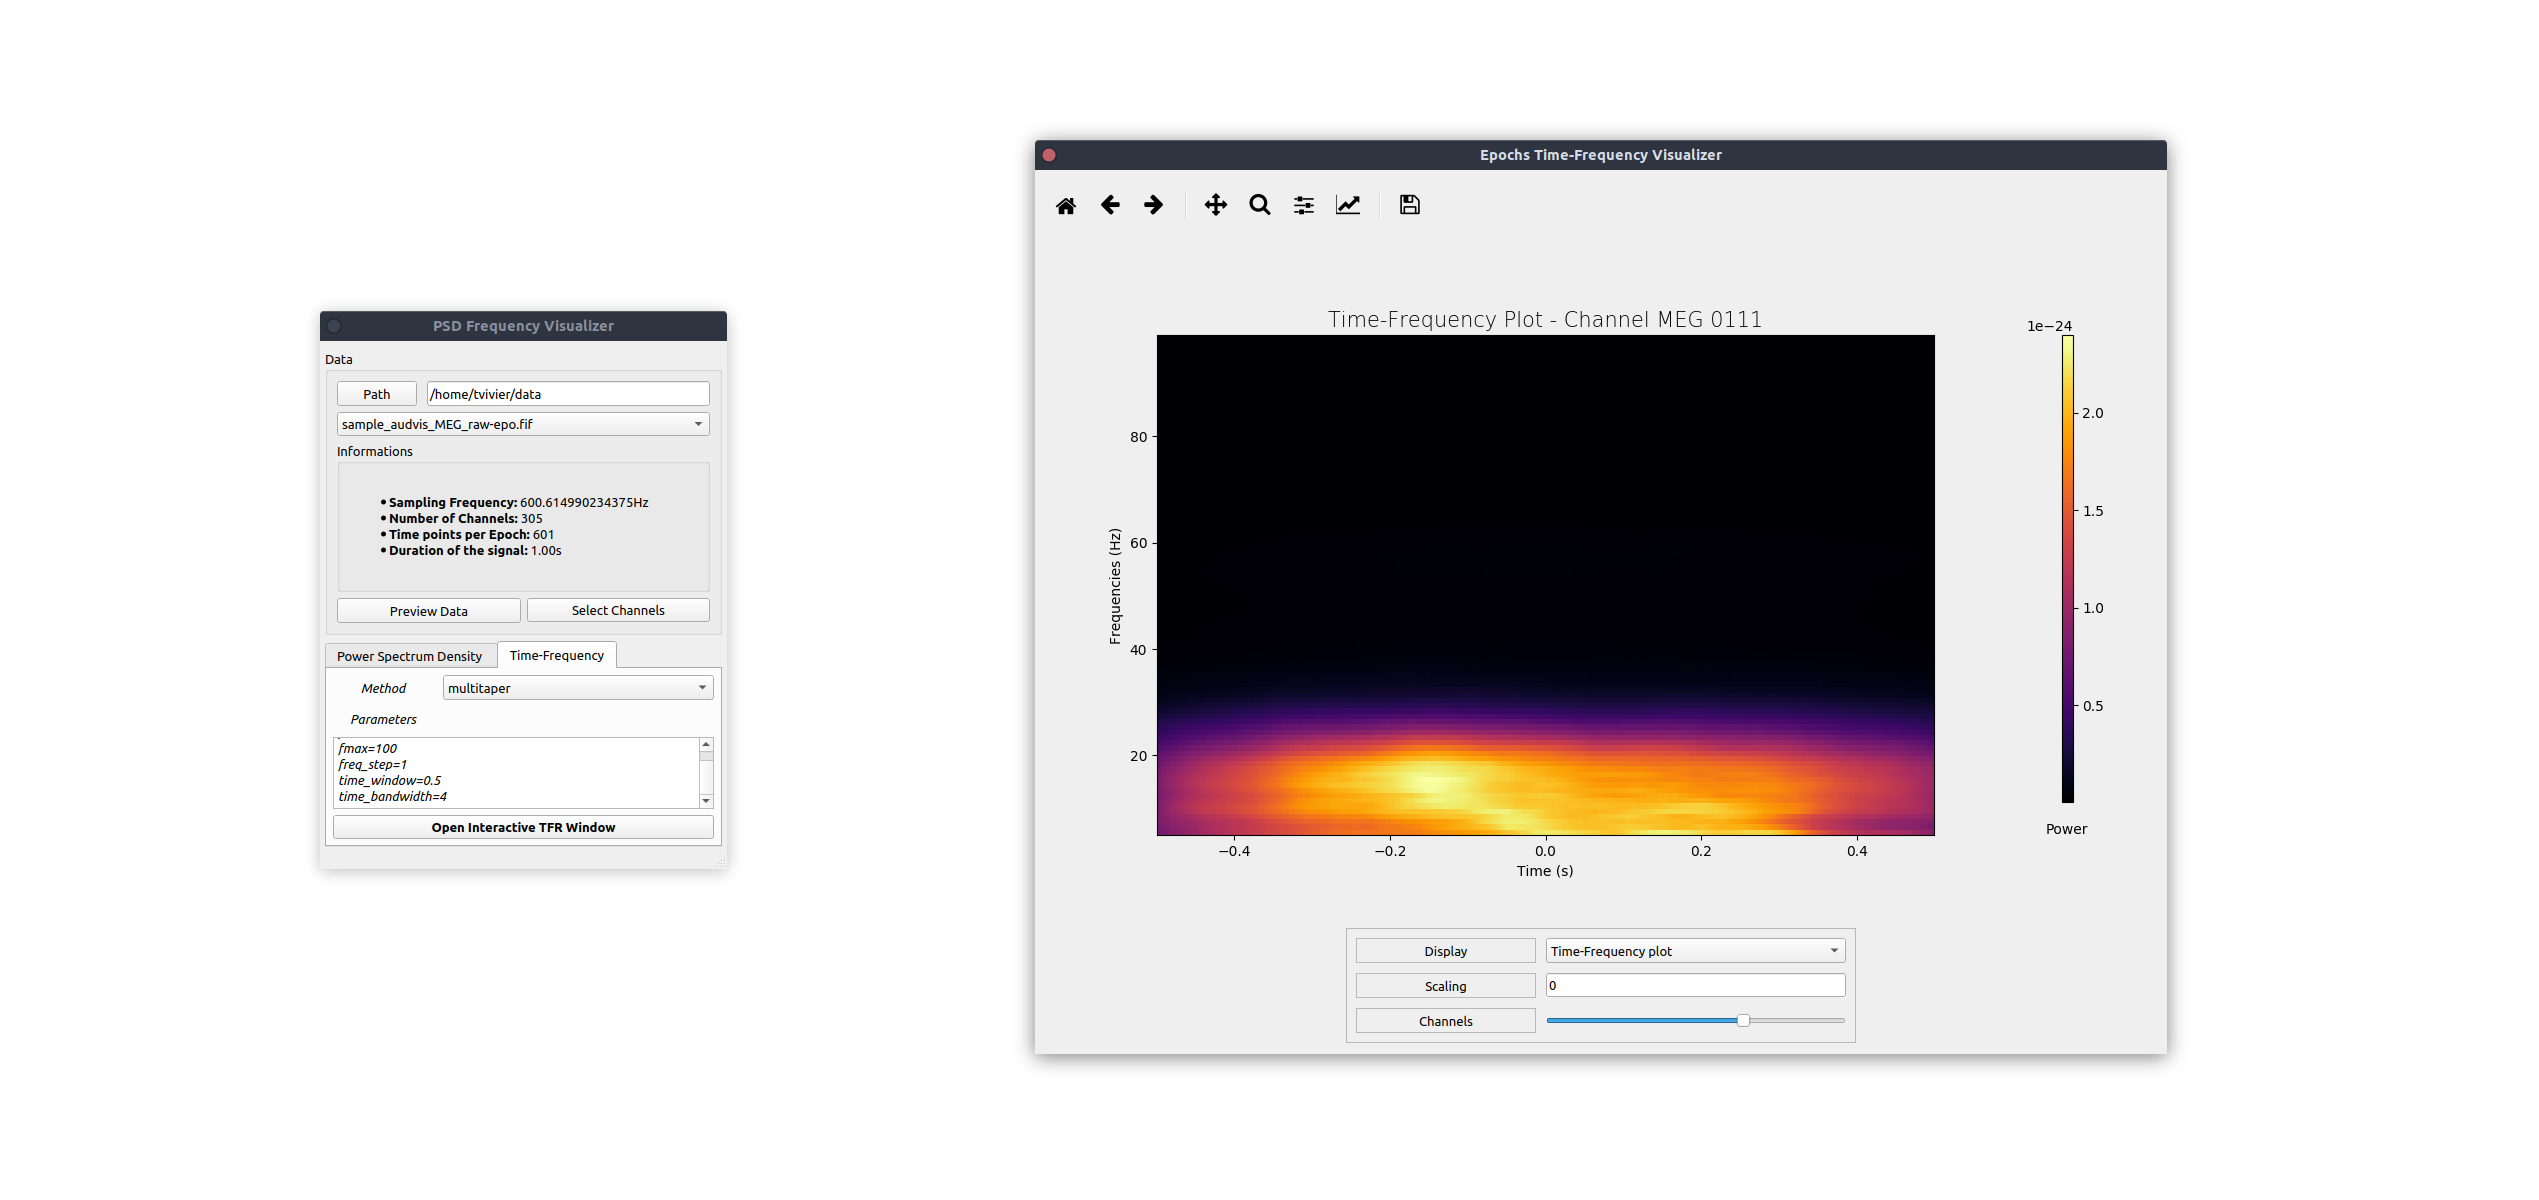 PSD Frequency Visualizer
Data
Path
/home/tvivier/data
sample_audvis_MEG_raw-epo.fif
Informations
• Sampling Frequency: 600.614990234375Hz
• Number of Channels: 305
• Time points per Epoch: 601
• Duration of the signal: 1.00s
Preview Data
Select Channels
Power Spectrum Density
Time-Frequency
Method
multitaper
Parameters
fmax=100
freq_step=1
time_window=0.5
time_bandwidth=4
Open Interactive TFR Window
Epochs Time-Frequency Visualizer
Time-Frequency Plot - Channel MEG 0111
1e−24
2.0
1.5
1.0
0.5
Power
80
60
40
20
Frequencies (Hz)
−0.4
−0.2
0.0
0.2
0.4
Time (s)
Display
Time-Frequency plot
Scaling
0
Channels